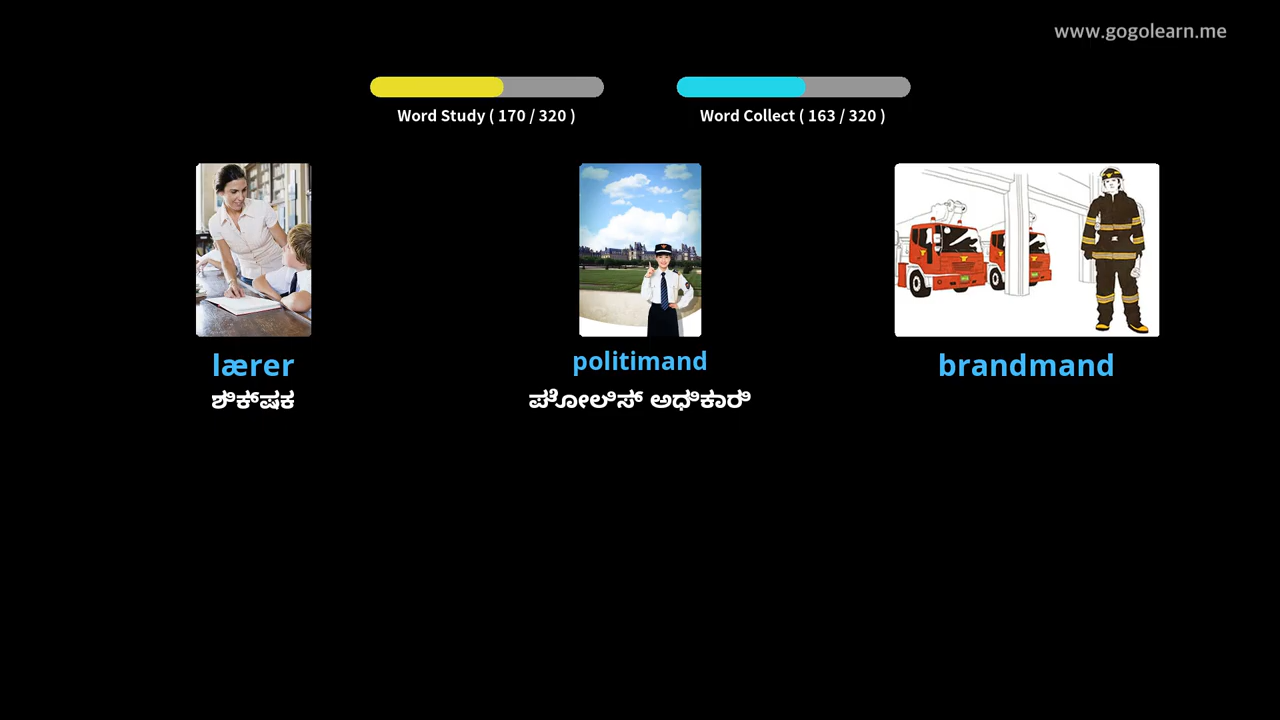 www.gogolearn.me
Word Study ( 170 / 320 )
Word Collect ( 163 / 320 )
lærer
politimand
brandmand
ಶಿಕ್ಷಕ
ಪೊಲೀಸ್ ಅಧಿಕಾರಿ